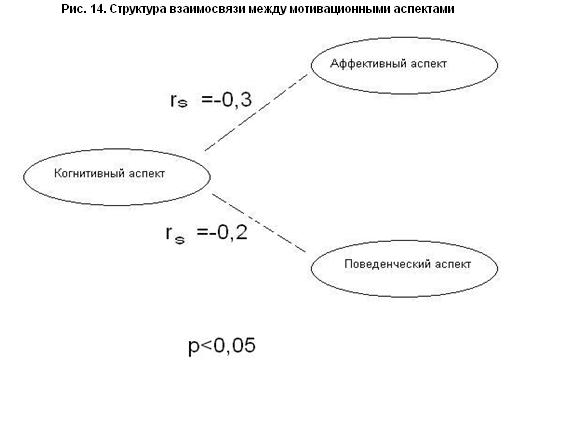 Рис. 14. Структура взаимосвязи между мотивационными аспектами
Аффективный аспект
rs =-0,3
Когнитивный аспект
rs =-0,2
Поведенческий аспект
p<0,05